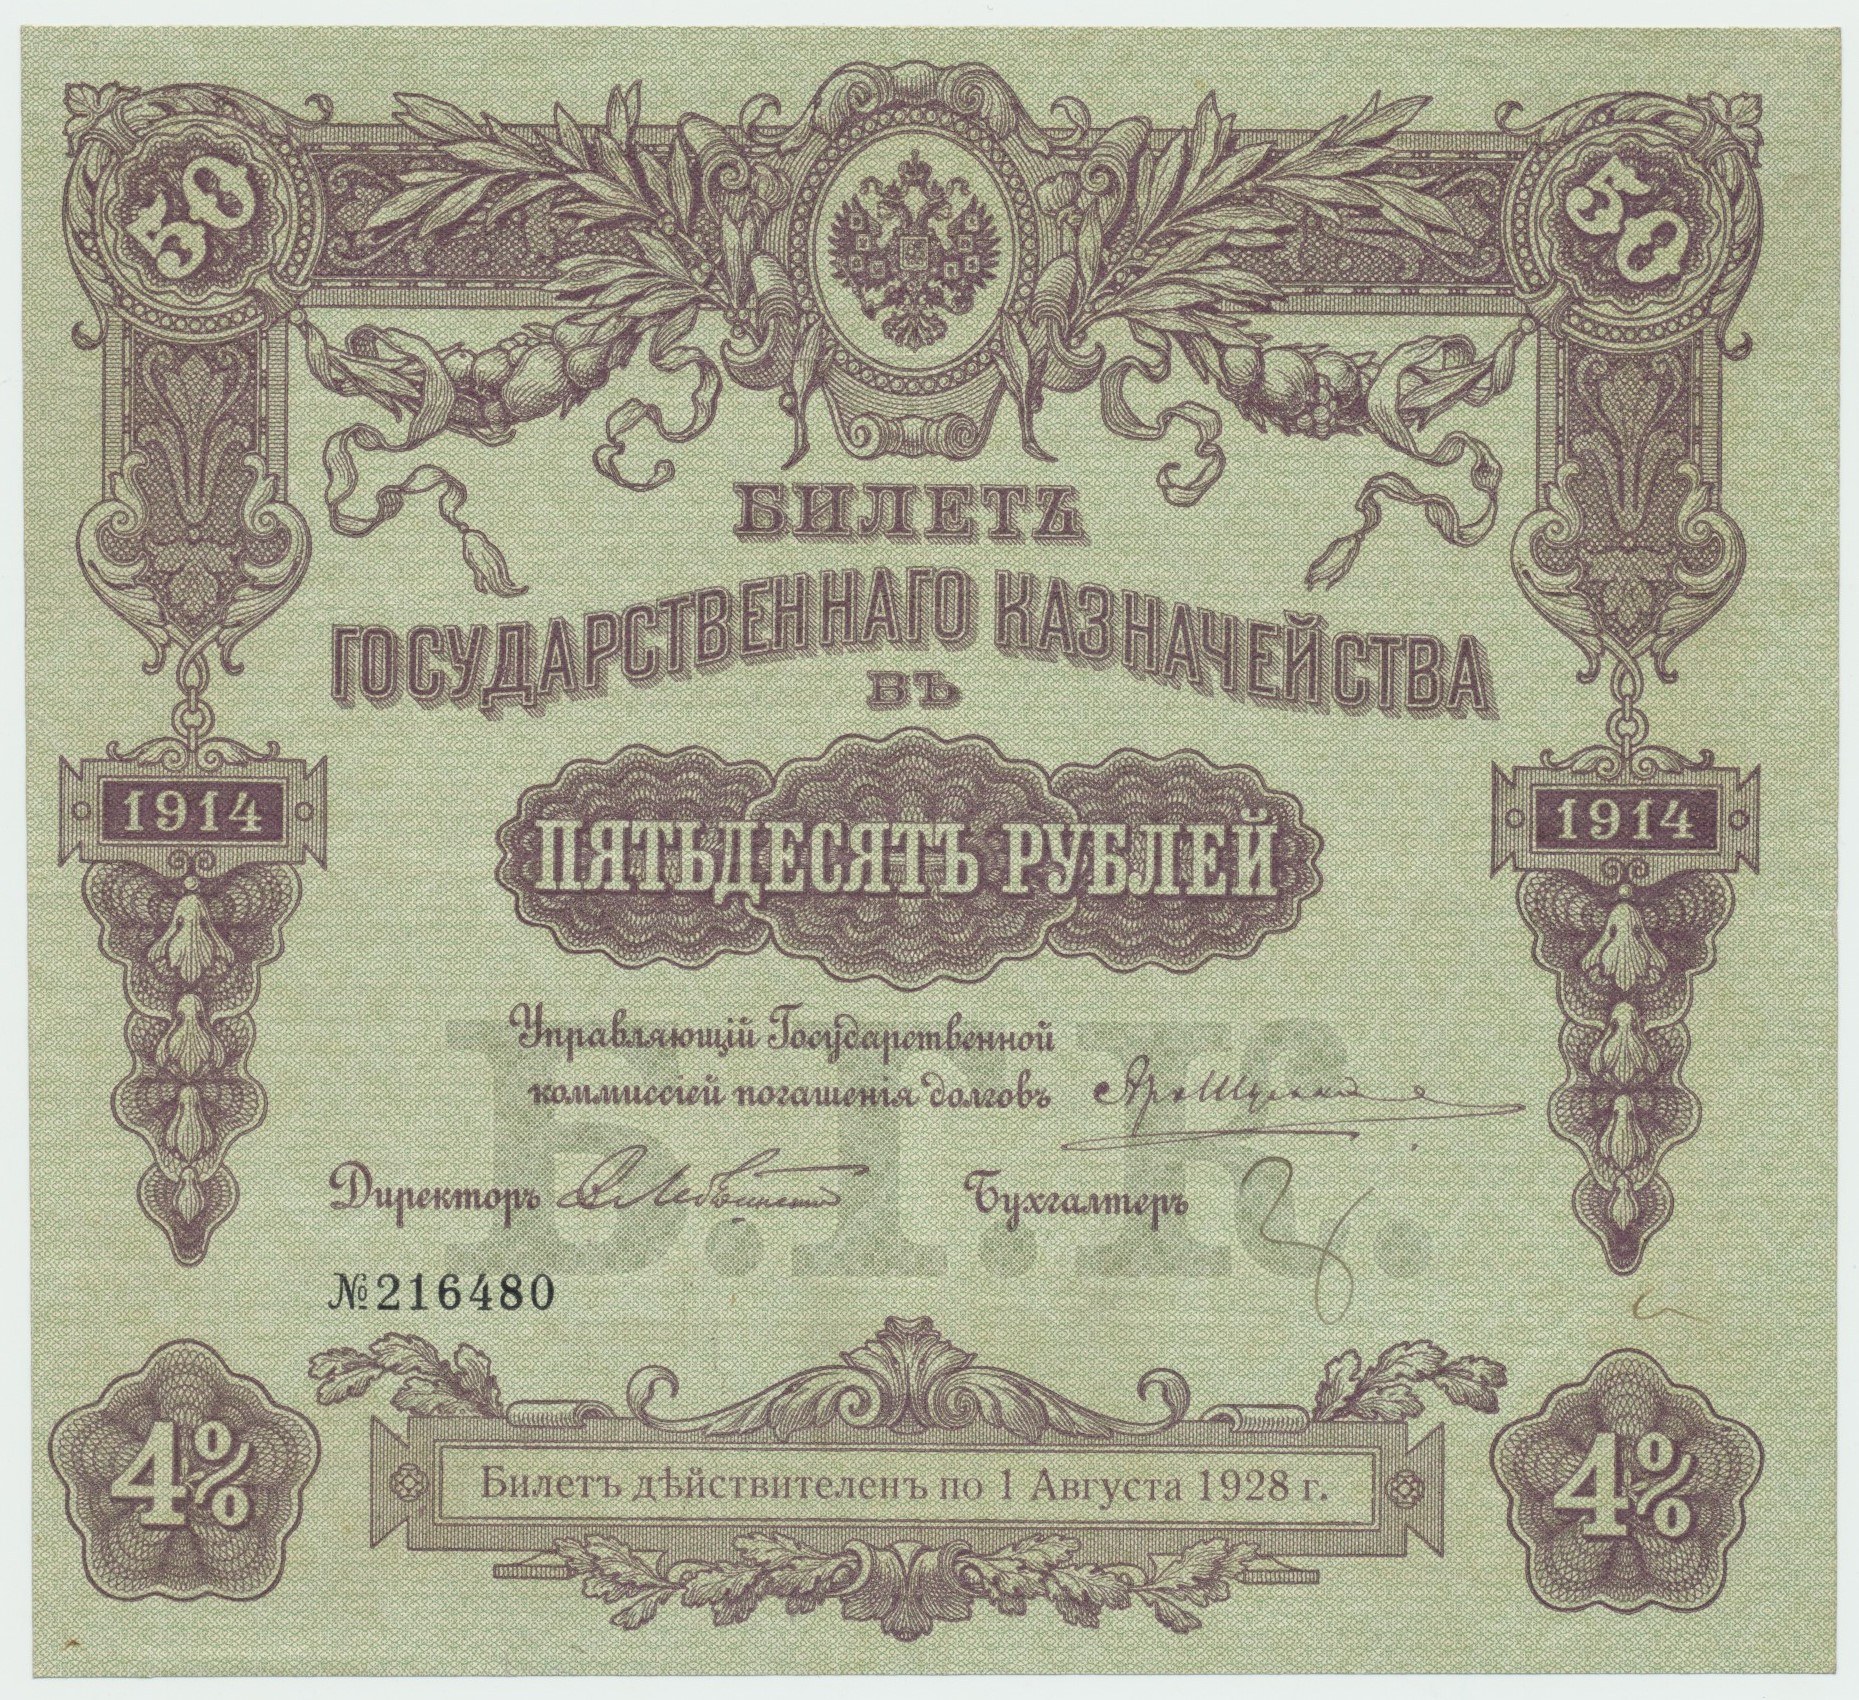 50 50
БИЛЕТЪ
ГОСУДАРСТВЕННАГО КАЗНАЧЕЙСТВА
ВЪ
1914 1914
ПЯТЬДЕСЯТЪ РУБЛЕЙ
Управляющій Государственной
коммиссіей погашенія долговъ
Б.Г.К.
Директоръ Бухгалтеръ
№216480
4% 4%
Билетъ дѣйствителенъ по 1 Августа 1928 г.